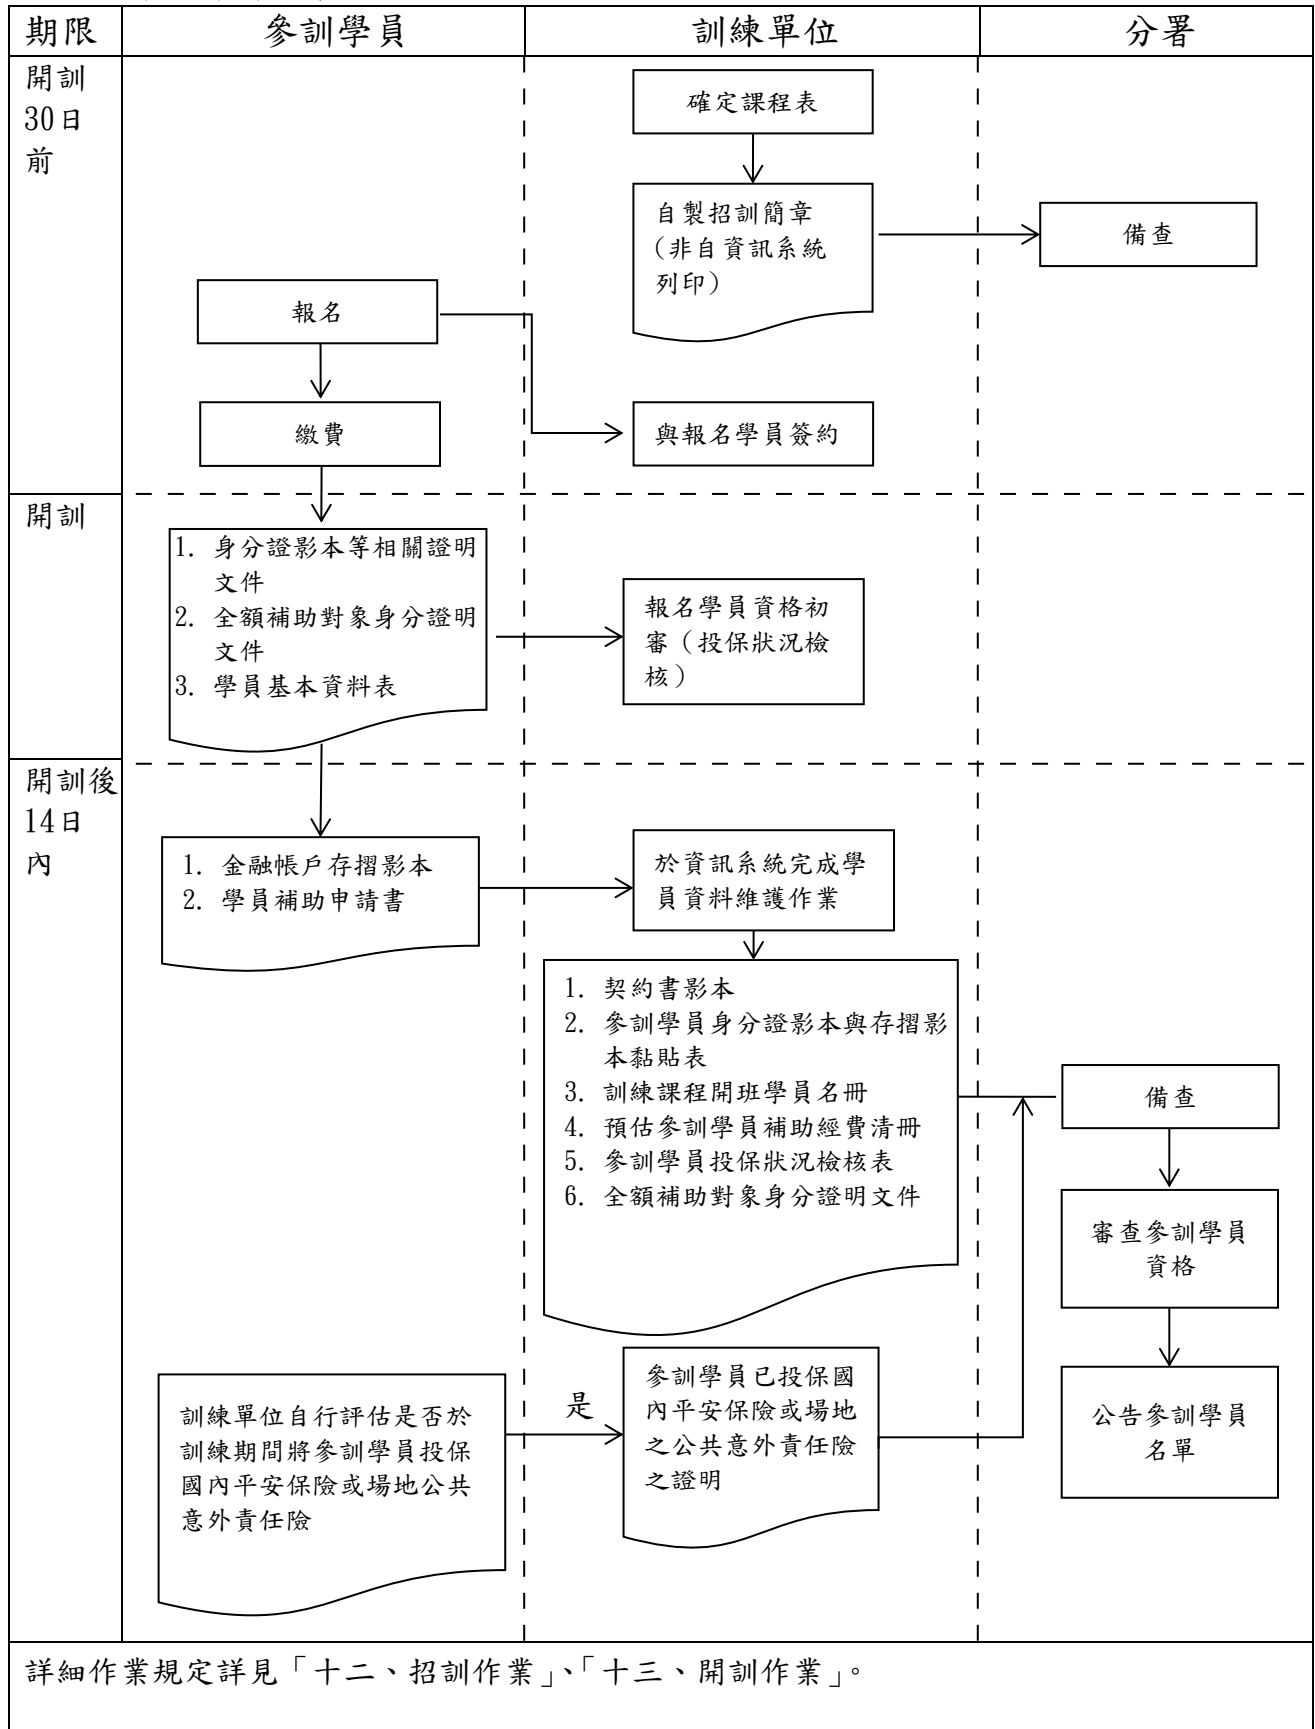 期限
參訓學員
訓練單位
分署
開訓
30日
前
確定課程表
自製招訓簡章
(非自資訊系統
列印)
備查
報名
繳費
與報名學員簽約
開訓
1. 身分證影本等相關證明
文件
2. 全額補助對象身分證明
文件
3. 學員基本資料表
報名學員資格初
審(投保狀況檢
核)
開訓後
14日
內
1. 金融帳戶存摺影本
2. 學員補助申請書
於資訊系統完成學
員資料維護作業
1. 契約書影本
2. 參訓學員身分證影本與存摺影
本黏貼表
3. 訓練課程開班學員名冊
4. 預估參訓學員補助經費清冊
5. 參訓學員投保狀況檢核表
6. 全額補助對象身分證明文件
備查
審查參訓學員
資格
公告參訓學員
名單
訓練單位自行評估是否於
訓練期間將參訓學員投保
國內平安保險或場地公共
意外責任險
是
參訓學員已投保國
內平安保險或場地
之公共意外責任險
之證明
詳細作業規定詳見「十二、招訓作業」、「十三、開訓作業」。